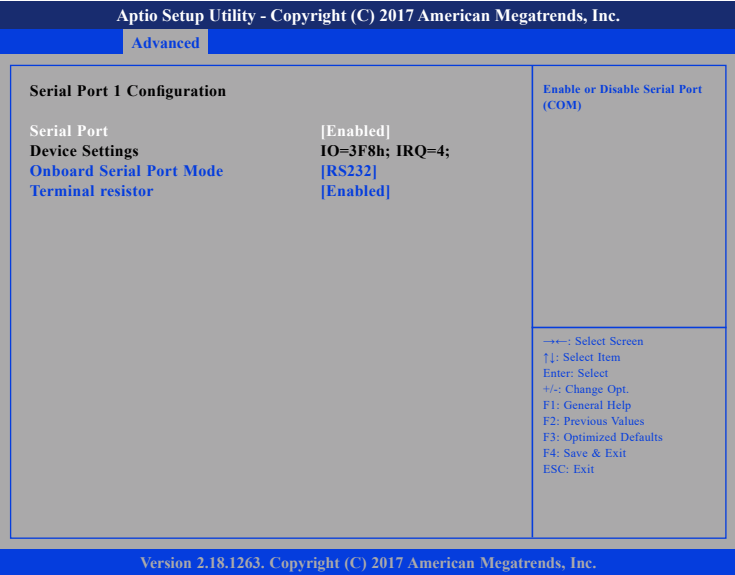 Aptio Setup Utility - Copyright (C) 2017 American Megatrends, Inc.
Advanced
Serial Port 1 Configuration
Serial Port [Enabled]
Device Settings IO=3F8h; IRQ=4;
Onboard Serial Port Mode [RS232]
Terminal resistor [Enabled]
Enable or Disable Serial Port
(COM)
→←: Select Screen
↑↓: Select Item
Enter: Select
+/-: Change Opt.
F1: General Help
F2: Previous Values
F3: Optimized Defaults
F4: Save & Exit
ESC: Exit
Version 2.18.1263. Copyright (C) 2017 American Megatrends, Inc.